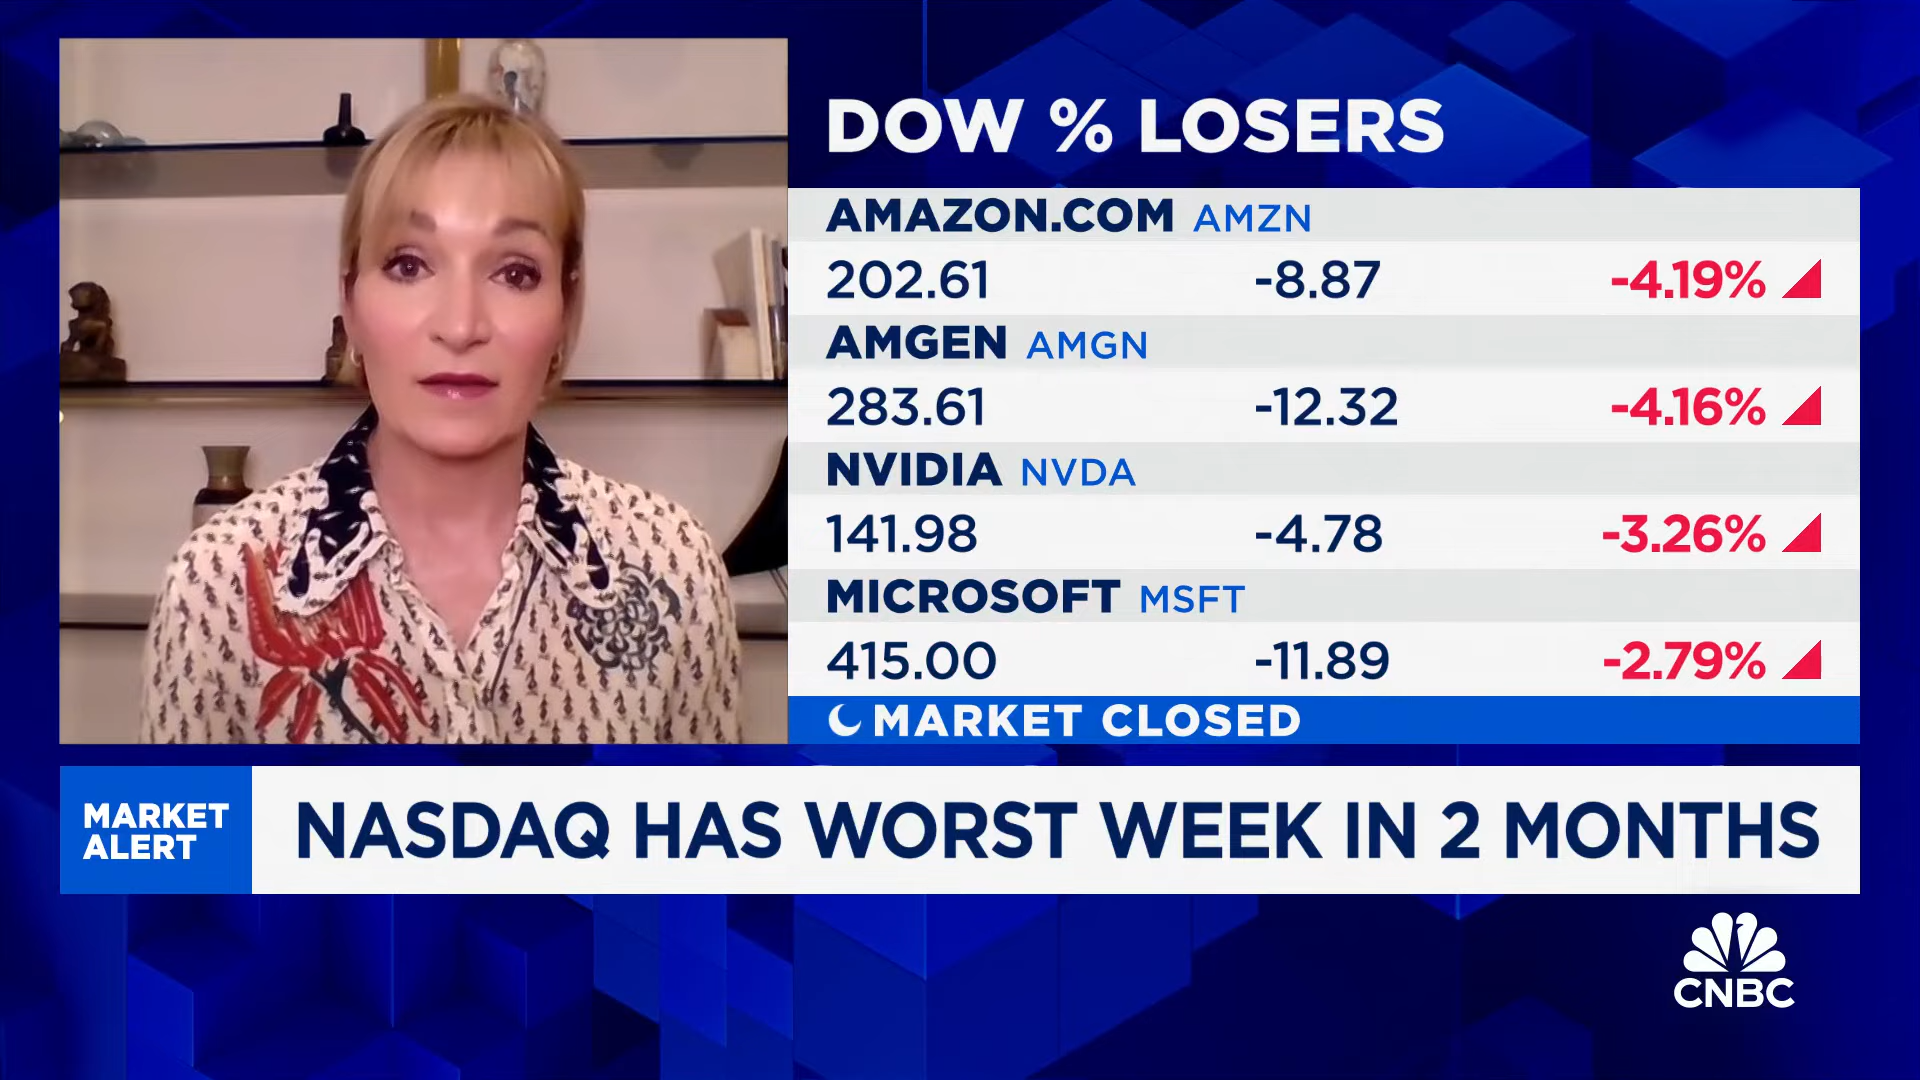 DOW % LOSERS
AMAZON.COM AMZN
202.61 -8.87 -4.19%
AMGEN AMGN
283.61 -12.32 -4.16%
NVIDIA NVDA
141.98 -4.78 -3.26%
MICROSOFT MSFT
415.00 -11.89 -2.79%
MARKET CLOSED
MARKET
ALERT
NASDAQ HAS WORST WEEK IN 2 MONTHS
CNBC